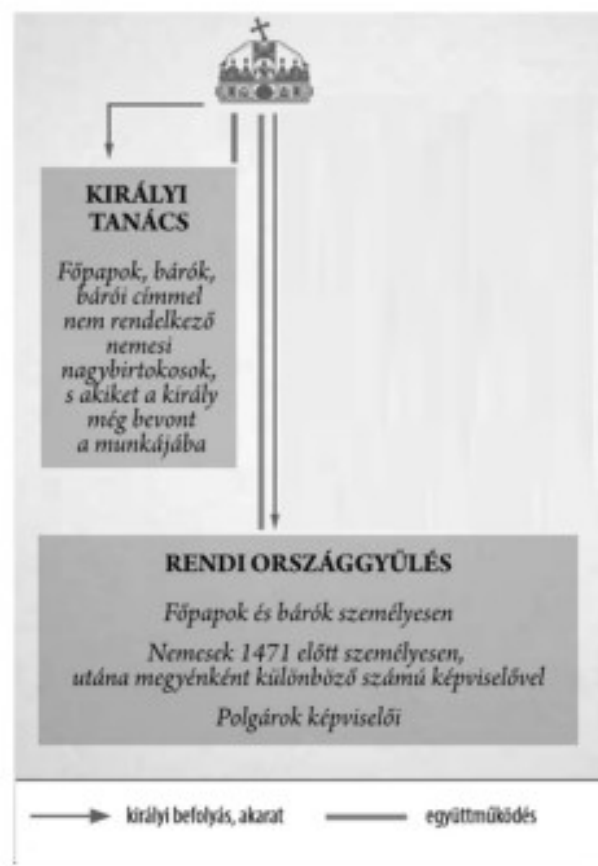 KIRÁLYI
TANÁCS
Főpapok, bárók,
bárói címmel
nem rendelkező
nemesi
nagybirtokosok,
s akiket a király
még bevont
a munkájába
RENDI ORSZÁGGYŰLÉS
Főpapok és bárók személyesen
Nemesek 1471 előtt személyesen,
utána megyénként különböző számú képviselővel
Polgárok képviselői
királyi befolyás, akarat
együttműködés